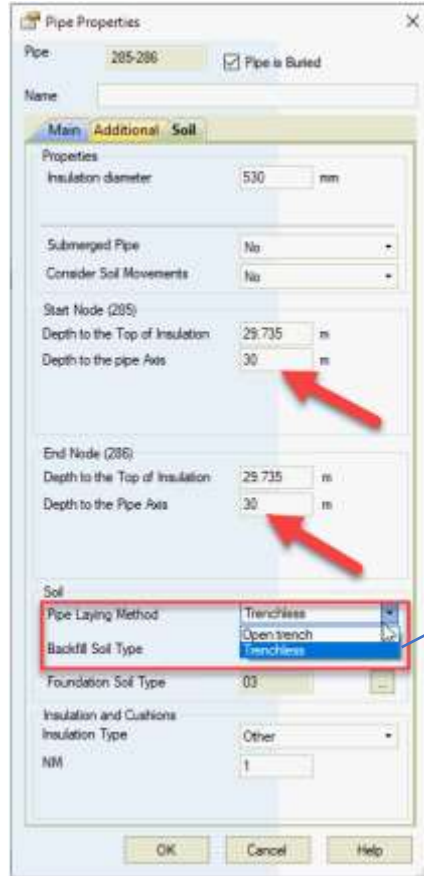 Pipe Properties
Pipe 285-286 Pipe is Buried
Name
Main Additional Soil
Properties
Insulation diameter 530 mm
Submerged Pipe No
Consider Soil Movements No
Start Node (285)
Depth to the Top of Insulation 29.735 m
Depth to the pipe Axis 30 m
End Node (286)
Depth to the Top of Insulation 29.735 m
Depth to the Pipe Axis 30 m
Soil
Pipe Laying Method Trenchless
Open trench
Backfill Soil Type Trenchless
Foundation Soil Type 03 ...
Insulation and Cushions
Insulation Type Other
NM 1
OK Cancel Help